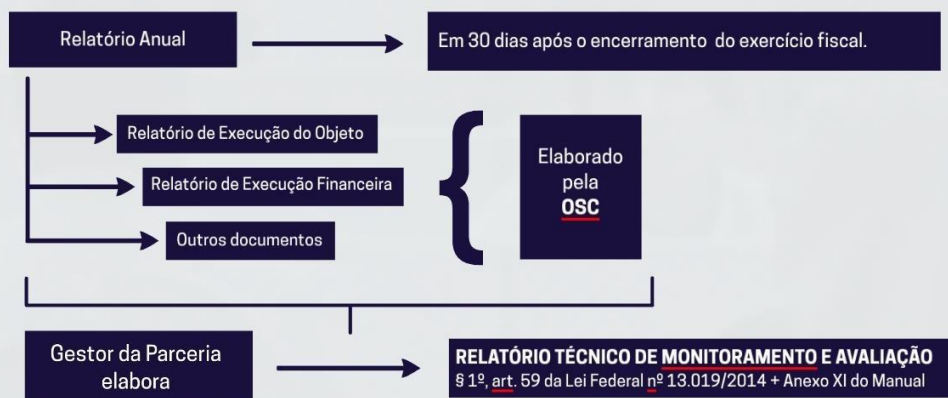 Relatório Anual
Em 30 dias após o encerramento do exercício fiscal.
Relatório de Execução do Objeto
Relatório de Execução Financeira
Outros documentos
Elaborado
pela
OSC
Gestor da Parceria
elabora
RELATÓRIO TÉCNICO DE MONITORAMENTO E AVALIAÇÃO
§ 1º, art. 59 da Lei Federal nº 13.019/2014 + Anexo XI do Manual